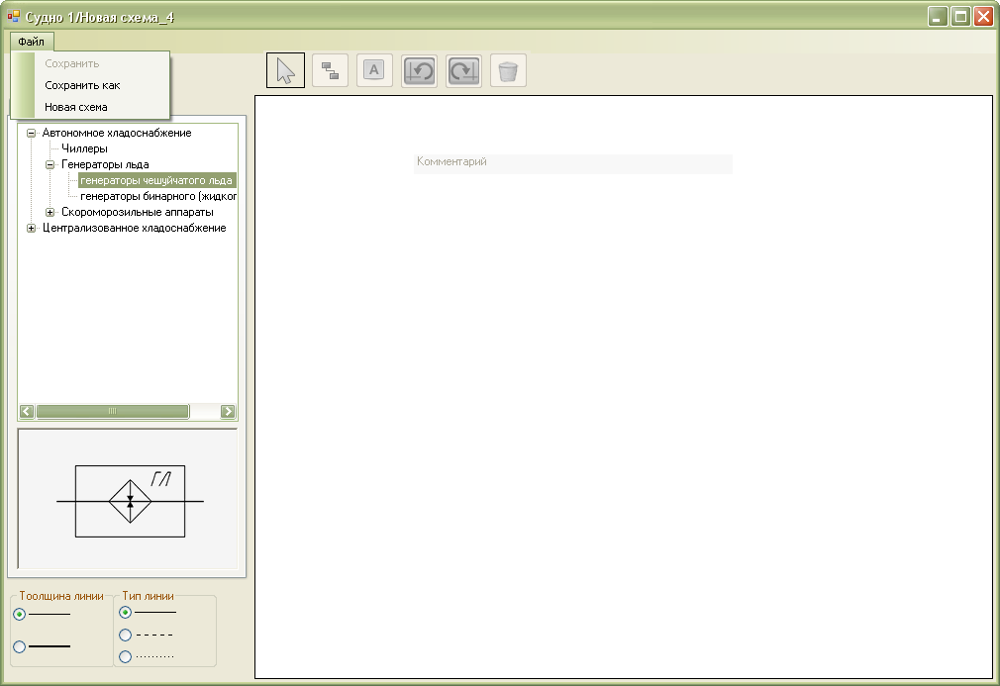 Судно 1/Новая схема_4
Файл
Сохранить
Сохранить как
Новая схема
A
Автономное хладоснабжение
Чиллеры
Генераторы льда
генераторы чешуйчатого льда
генераторы бинарного (жидког
Скороморозильные аппараты
Централизованное хладоснабжение
Комментарий
ГЛ
Тоолщина линии
Тип линии